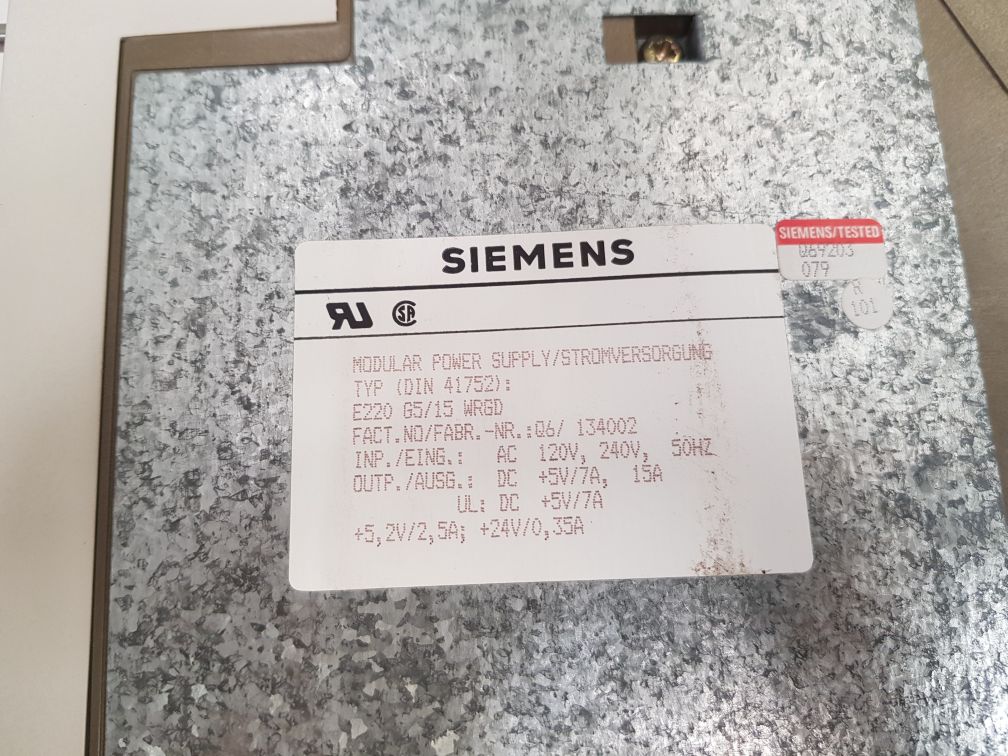 SIEMENS
SIEMENS/TESTED
Q69203
079
R
101
MODULAR POWER SUPPLY/STROMVERSORGUNG
TYP (DIN 41752):
E220 G5/15 WRGD
FACT.NO/FABR.-NR.:Q6/ 134002
INP./EING.: AC 120V, 240V, 50HZ
OUTP./AUSG.: DC +5V/7A, 15A
UL: DC +5V/7A
+5,2V/2,5A; +24V/0,35A